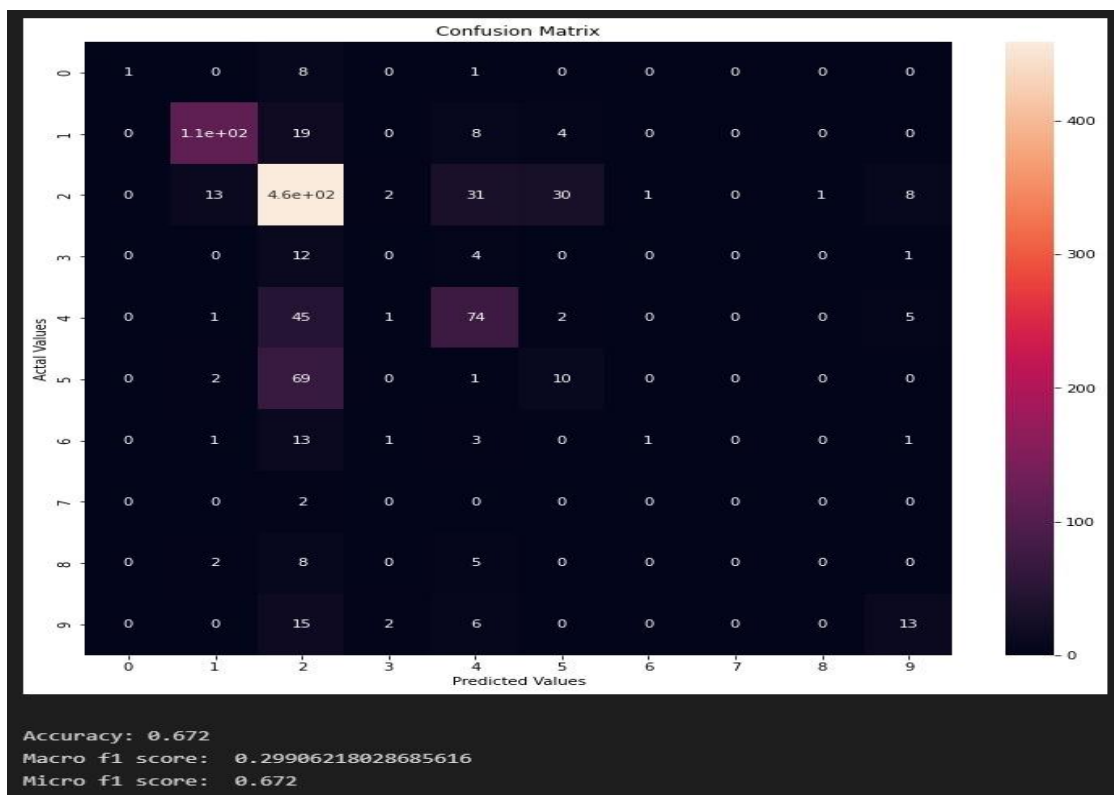 Confusion Matrix
0 1 0 8 0 1 0 0 0 0 0
1 0 1.1e+02 19 0 8 4 0 0 0 0
2 0 13 4.6e+02 2 31 30 1 0 1 8
3 0 0 12 0 4 0 0 0 0 1
4 0 1 45 1 74 2 0 0 0 5
5 0 2 69 0 1 10 0 0 0 0
6 0 1 13 1 3 0 1 0 0 1
7 0 0 2 0 0 0 0 0 0 0
8 0 2 8 0 5 0 0 0 0 0
9 0 0 15 2 6 0 0 0 0 13
0 1 2 3 4 5 6 7 8 9
Predicted Values
Actal Values
400
300
200
100
0
Accuracy: 0.672
Macro f1 score: 0.29906218028685616
Micro f1 score: 0.672